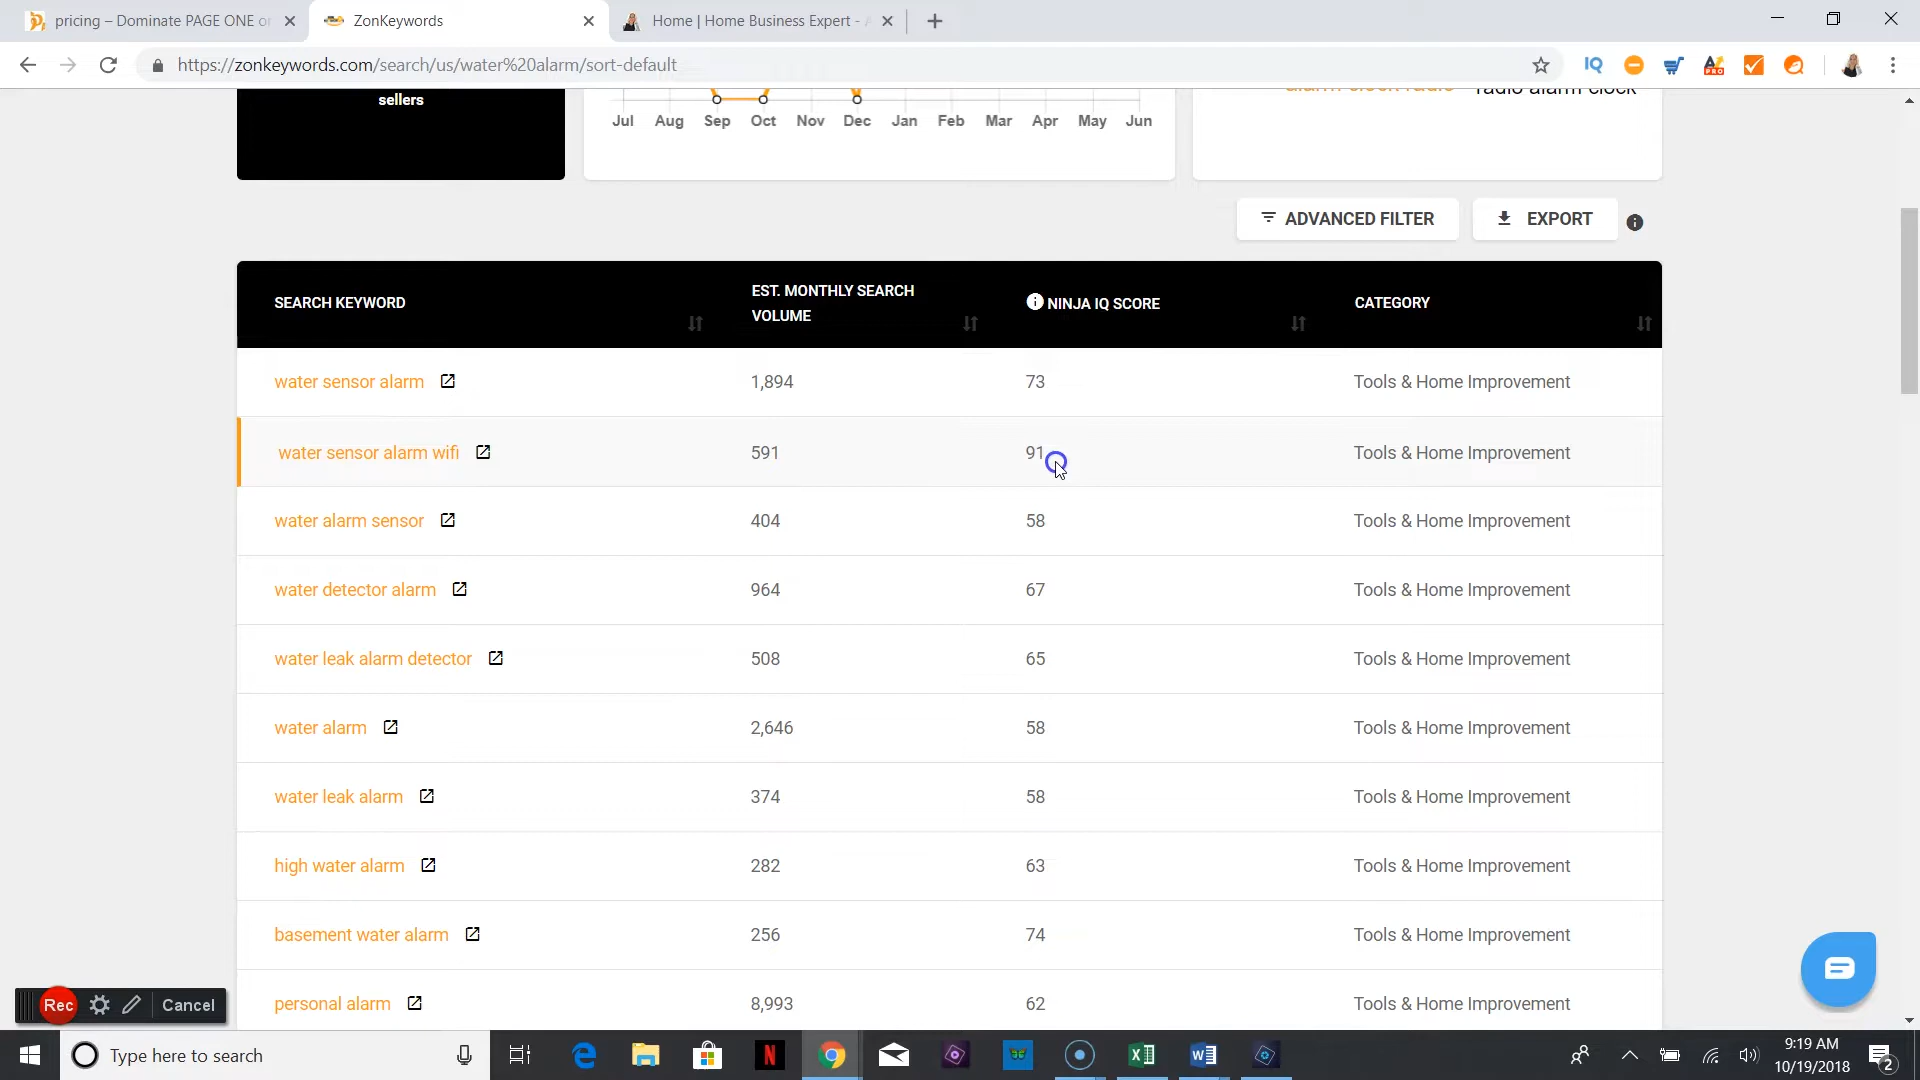 pricing – Dominate PAGE ONE or
ZonKeywords
Home | Home Business Expert - A
https://zonkeywords.com/search/us/water%20alarm/sort-default
IQ
PRO
sellers
Jul Aug Sep Oct Nov Dec Jan Feb Mar Apr May Jun
alarm clock radio radio alarm clock
ADVANCED FILTER
EXPORT
SEARCH KEYWORD
EST. MONTHLY SEARCH
VOLUME
NINJA IQ SCORE
CATEGORY
water sensor alarm 1,894 73 Tools & Home Improvement
water sensor alarm wifi 591 91 Tools & Home Improvement
water alarm sensor 404 58 Tools & Home Improvement
water detector alarm 964 67 Tools & Home Improvement
water leak alarm detector 508 65 Tools & Home Improvement
water alarm 2,646 58 Tools & Home Improvement
water leak alarm 374 58 Tools & Home Improvement
high water alarm 282 63 Tools & Home Improvement
basement water alarm 256 74 Tools & Home Improvement
personal alarm 8,993 62 Tools & Home Improvement
Rec Cancel
Type here to search
9:19 AM
10/19/2018
2